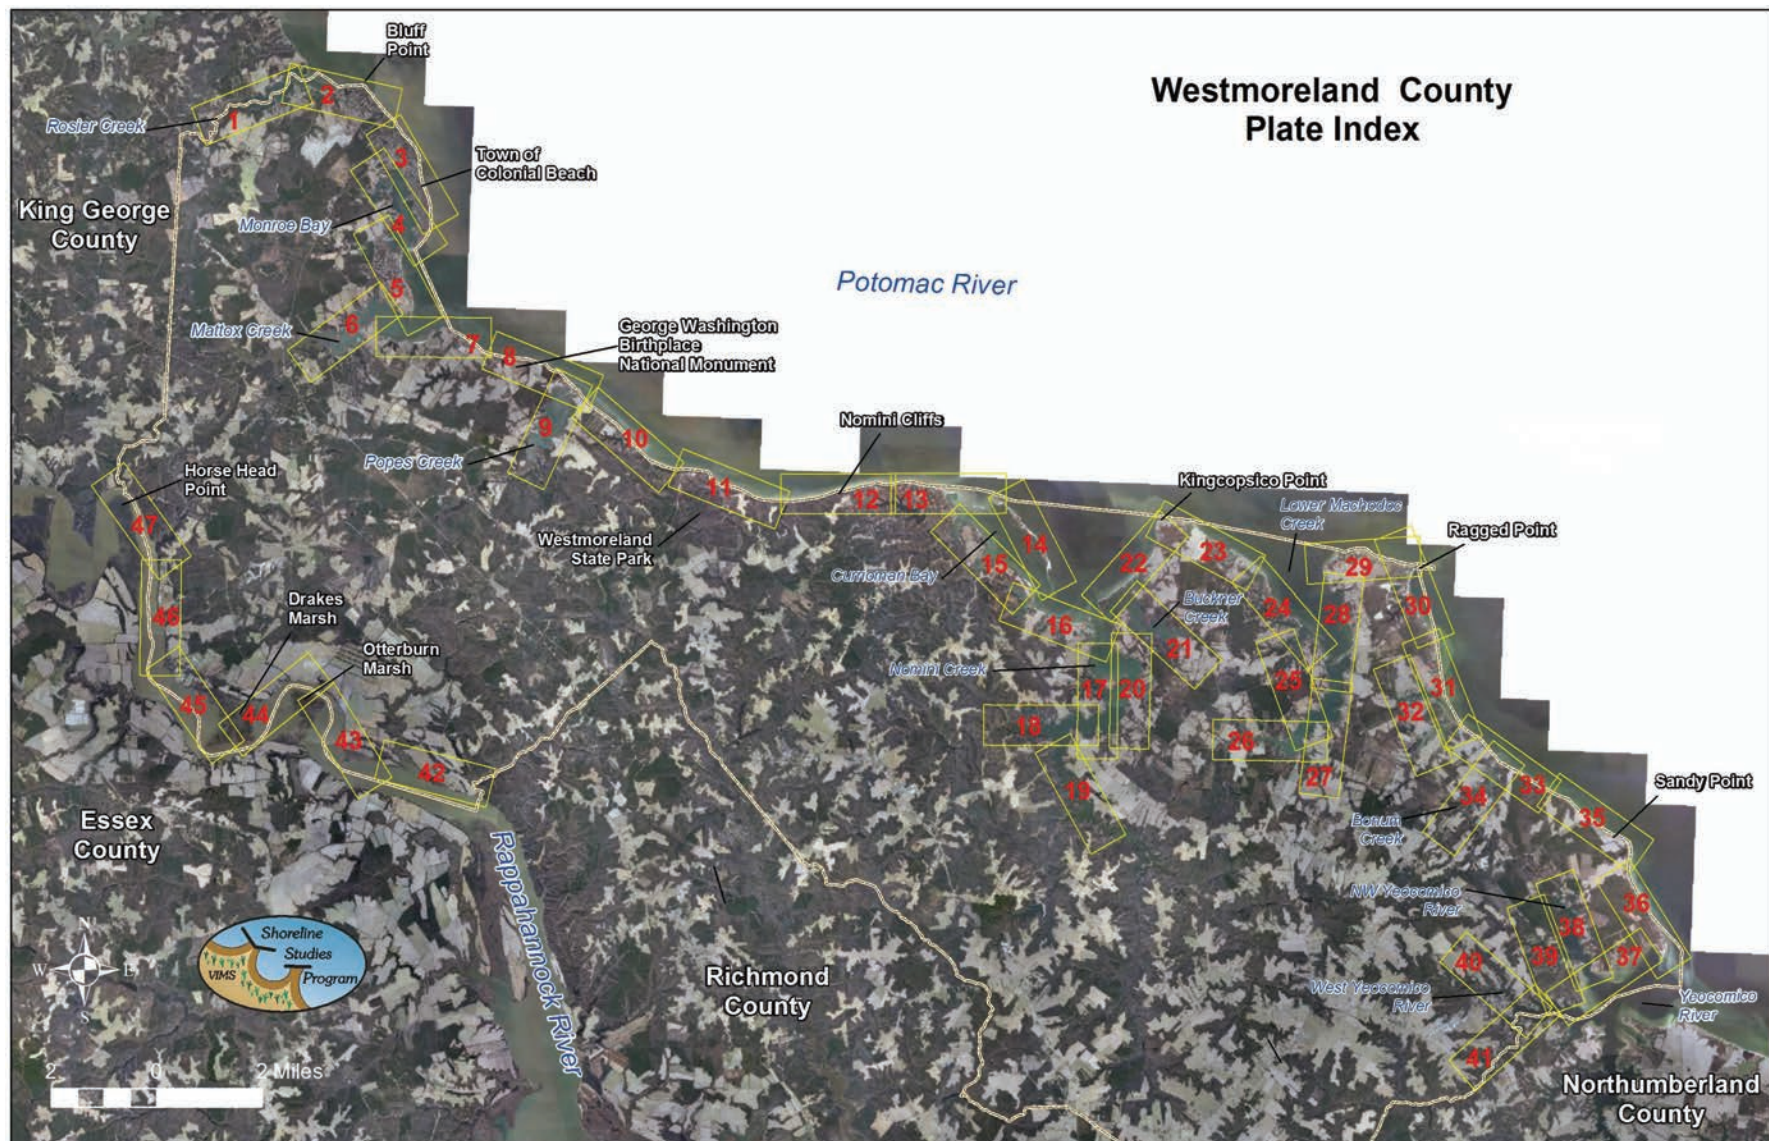 Westmoreland County
Plate Index
Bluff
Point
2
1
Rosier Creek
3
Town of
Colonial Beach
King George
County
Monroe Bay
4
5
Potomac River
6
Mattox Creek
7
8
George Washington
Birthplace
National Monument
9
10
Popes Creek
Nomini Cliffs
11
12
13
Westmoreland
State Park
Kingcopsico Point
Lower Machodoc
Creek
Ragged Point
Horse Head
Point
47
14
15
Currioman Bay
22
23
29
28
24
30
Buckner
Creek
46
Drakes
Marsh
Otterburn
Marsh
16
21
Nomini Creek
17
20
25
31
32
45
44
43
18
26
42
27
19
33
34
35
Sandy Point
Bonum
Creek
Essex
County
Rappahannock River
NW Yeocomico
River
36
38
39
37
40
West Yeocomico
River
Yeocomico
River
41
N
W
E
S
Shoreline
Studies
Program
VIMS
Richmond
County
2
0
2 Miles
Northumberland
County